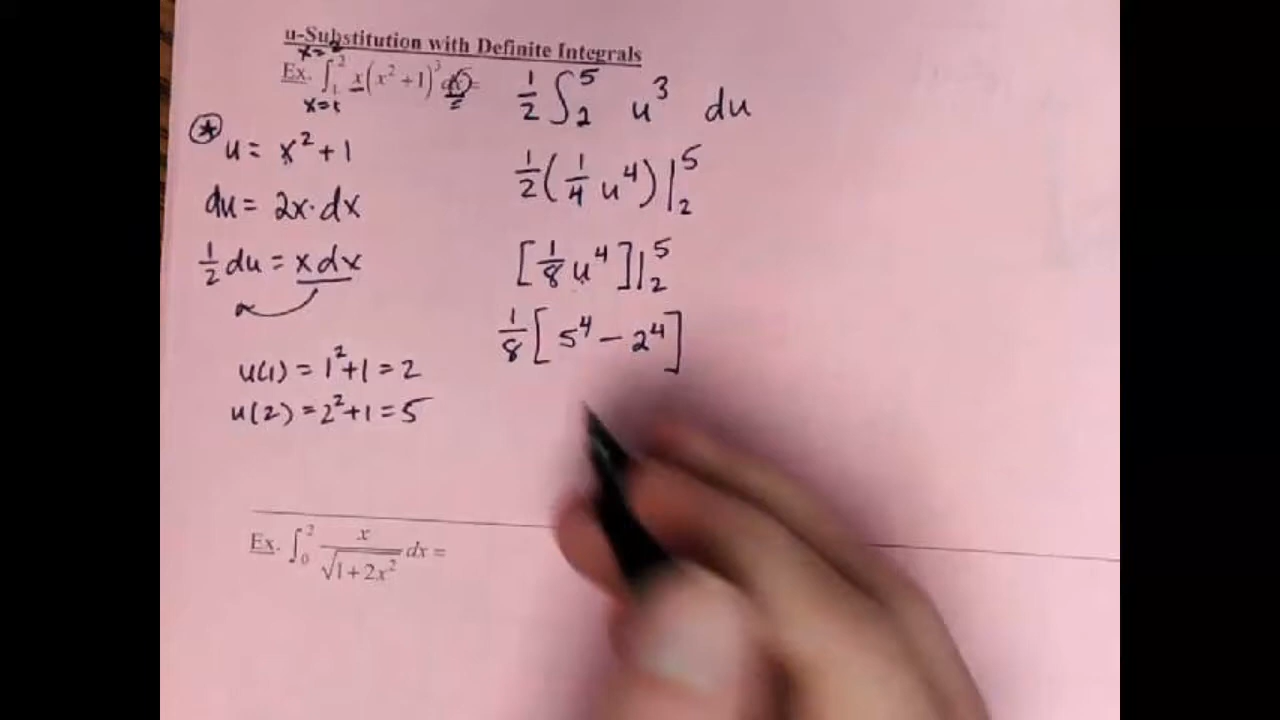 u-Substitution with Definite Integrals
x=2
Ex. ∫₁² x(x² + 1)³ dx =
x=1
u = x² + 1
du = 2x · dx
½ du = x dx
u(1) = 1² + 1 = 2
u(2) = 2² + 1 = 5
½ ∫₂⁵ u³ du
½ (¼ u⁴) |₂⁵
[⅛ u⁴] |₂⁵
⅛ [5⁴ − 2⁴]
Ex. ∫₀² x/√(1 + 2x²) dx =